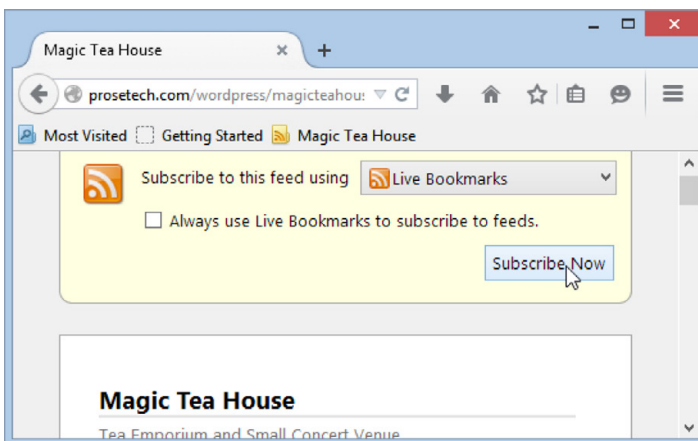 Magic Tea House
prosetech.com/wordpress/magicteahou
Most Visited Getting Started Magic Tea House
Subscribe to this feed using Live Bookmarks
Always use Live Bookmarks to subscribe to feeds.
Subscribe Now
Magic Tea House
Tea Emporium and Small Concert Venue